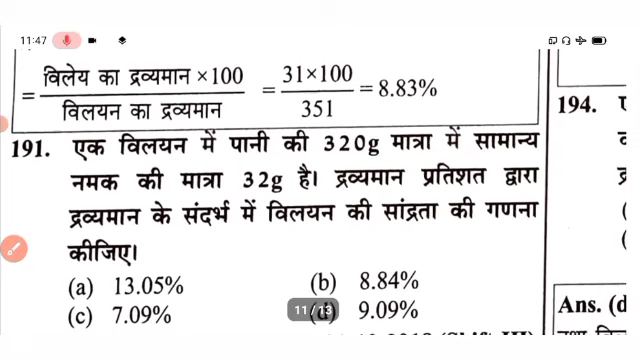 11:47
= विलेय का द्रव्यमान ×100 / विलयन का द्रव्यमान = 31×100 / 351 = 8.83%
191. एक विलयन में पानी की 320g मात्रा में सामान्य
नमक की मात्रा 32g है। द्रव्यमान प्रतिशत द्वारा
द्रव्यमान के संदर्भ में विलयन की सांद्रता की गणना
कीजिए।
(a) 13.05% (b) 8.84%
(c) 7.09% (d) 9.09%
11 / 13
194.
Ans. (d